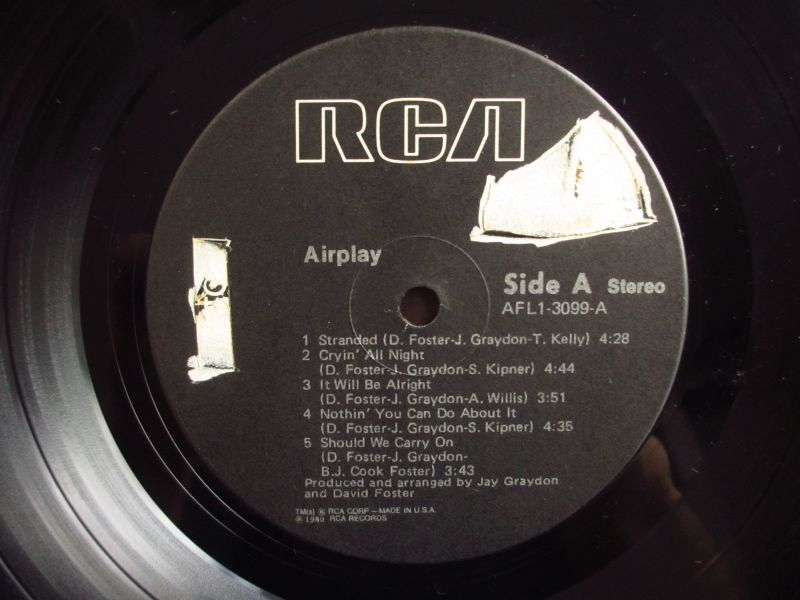 RCA
Airplay
Side A Stereo
AFL1-3099-A
1 Stranded (D. Foster-J. Graydon-T. Kelly) 4:28
2 Cryin' All Night
(D. Foster-J. Graydon-S. Kipner) 4:44
3 It Will Be Alright
(D. Foster-J. Graydon-A. Willis) 3:51
4 Nothin' You Can Do About It
(D. Foster-J. Graydon-S. Kipner) 4:35
5 Should We Carry On
(D. Foster-J. Graydon-
B.J. Cook Foster) 3:43
Produced and arranged by Jay Graydon
and David Foster
TM(s) ® RCA CORP —MADE IN U.S.A
℗ 1980 RCA RECORDS